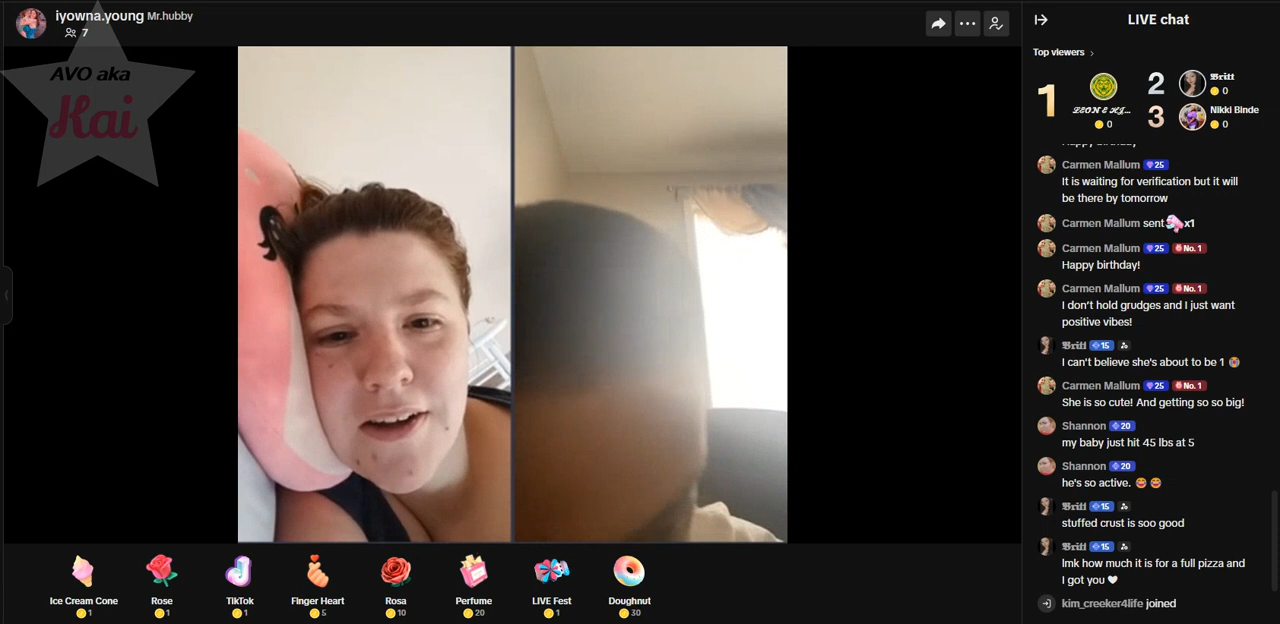 iyowna.young Mr.hubby
7
AVO aka
Kai
LIVE chat
Top viewers
1
ZEON E HJ...
0
2
Britt
0
3
Nikki Binde
0
Happy birthday
Carmen Mallum 25
It is waiting for verification but it will
be there by tomorrow
Carmen Mallum sent x1
Carmen Mallum 25 No. 1
Happy birthday!
Carmen Mallum 25 No. 1
I don't hold grudges and I just want
positive vibes!
Britt 15
I can't believe she's about to be 1 😭
Carmen Mallum 25 No. 1
She is so cute! And getting so so big!
Shannon 20
my baby just hit 45 lbs at 5
Shannon 20
he's so active. 😂 😂
Britt 15
stuffed crust is soo good
Britt 15
lmk how much it is for a full pizza and
I got you 🤍
kim_creeker4life joined
Ice Cream Cone
1
Rose
1
TikTok
1
Finger Heart
5
Rosa
10
Perfume
20
LIVE Fest
1
Doughnut
30